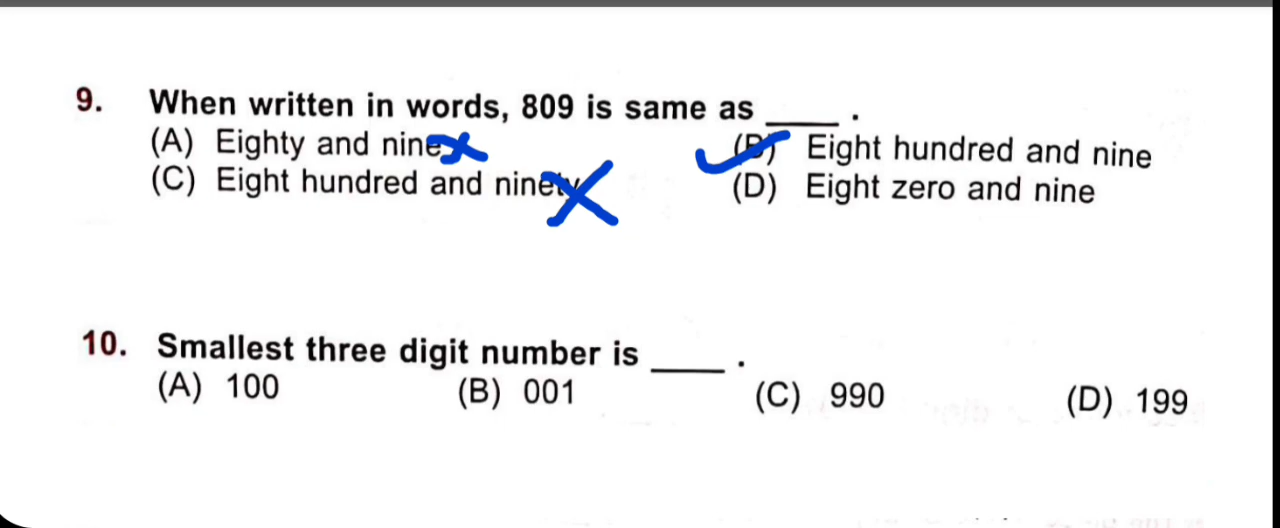 9. When written in words, 809 is same as ____ .
(A) Eighty and nine (B) Eight hundred and nine
(C) Eight hundred and ninety (D) Eight zero and nine
10. Smallest three digit number is ____ .
(A) 100 (B) 001 (C) 990 (D) 199